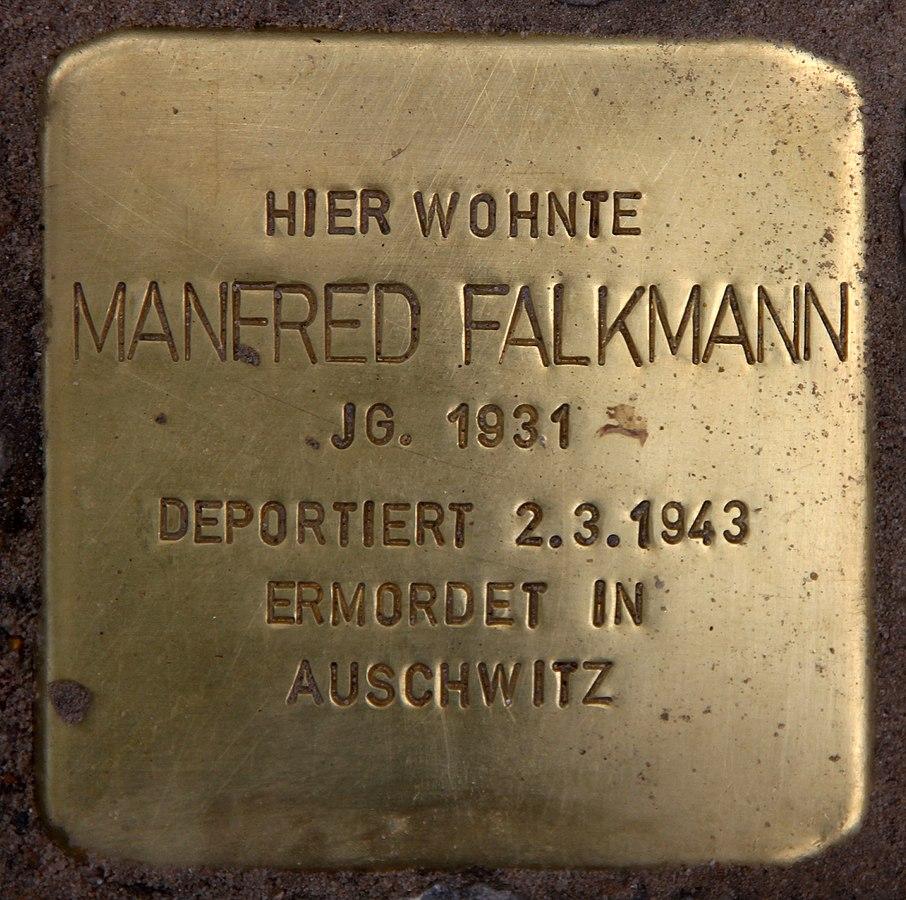 HIER WOHNTE
MANFRED FALKMANN
JG. 1931
DEPORTIERT 2.3.1943
ERMORDET IN
AUSCHWITZ